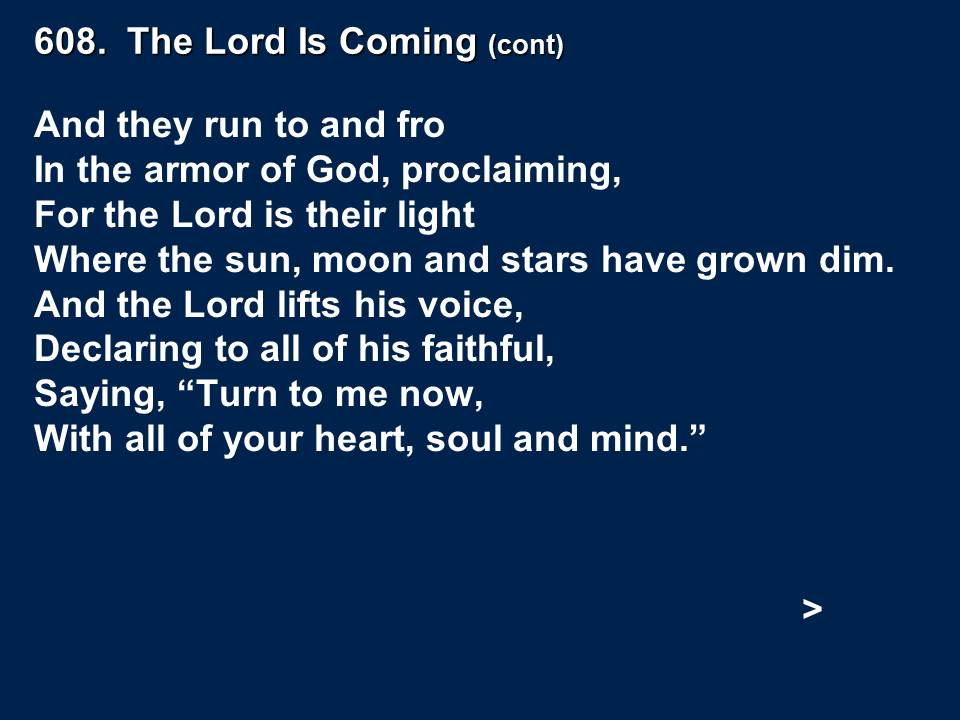 608. The Lord Is Coming (cont)
And they run to and fro
In the armor of God, proclaiming,
For the Lord is their light
Where the sun, moon and stars have grown dim.
And the Lord lifts his voice,
Declaring to all of his faithful,
Saying, “Turn to me now,
With all of your heart, soul and mind.”
>